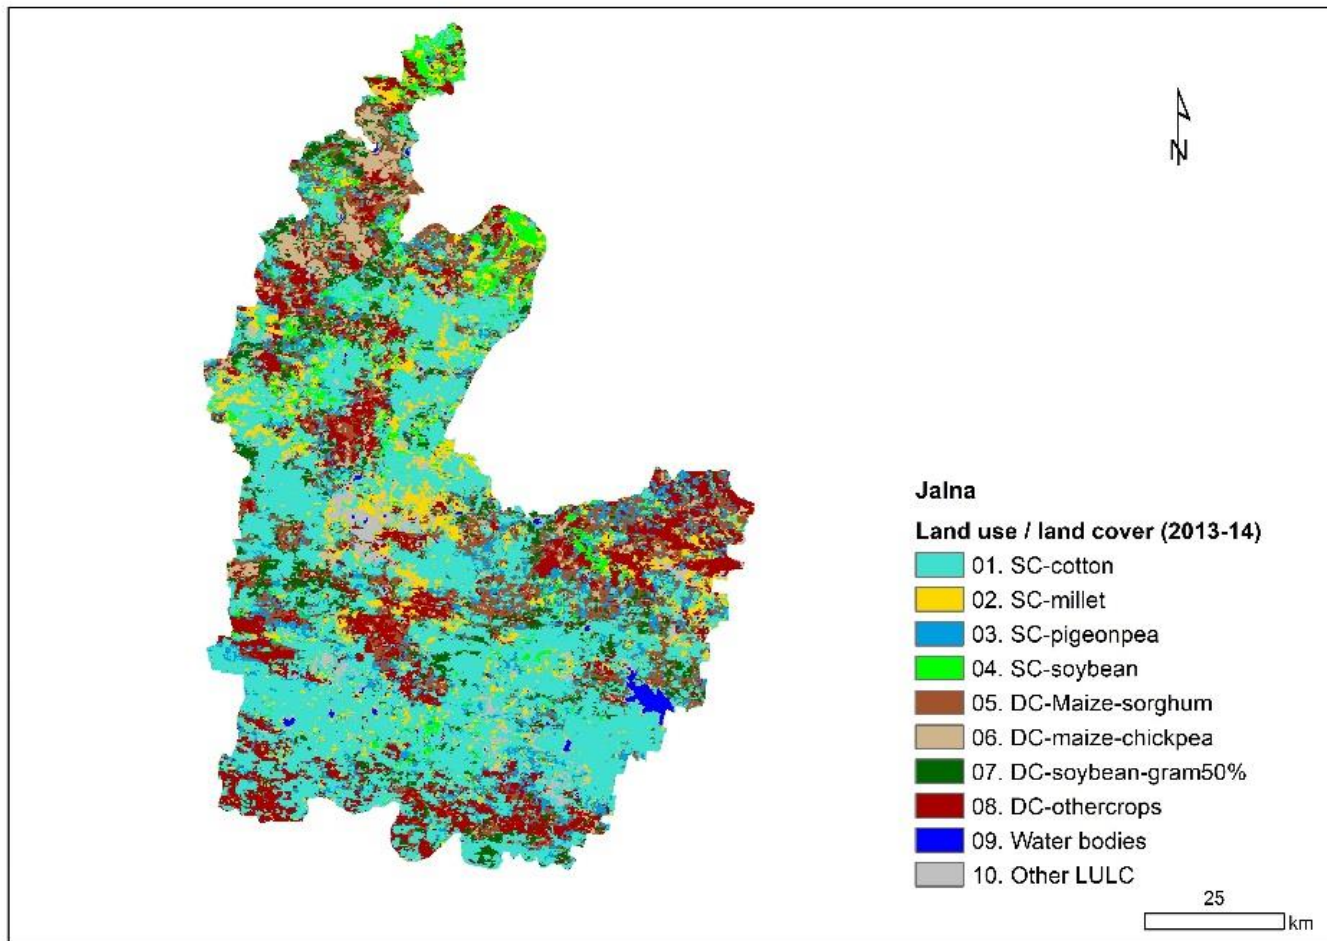 N
Jalna
Land use / land cover (2013-14)
01. SC-cotton
02. SC-millet
03. SC-pigeonpea
04. SC-soybean
05. DC-Maize-sorghum
06. DC-maize-chickpea
07. DC-soybean-gram50%
08. DC-othercrops
09. Water bodies
10. Other LULC
25
km